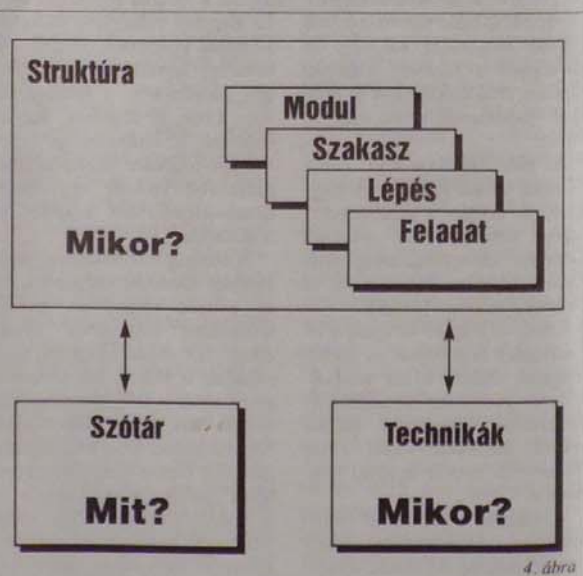 Struktúra
Modul
Szakasz
Lépés
Feladat
Mikor?
Szótár
Mit?
Technikák
Mikor?
4. ábra